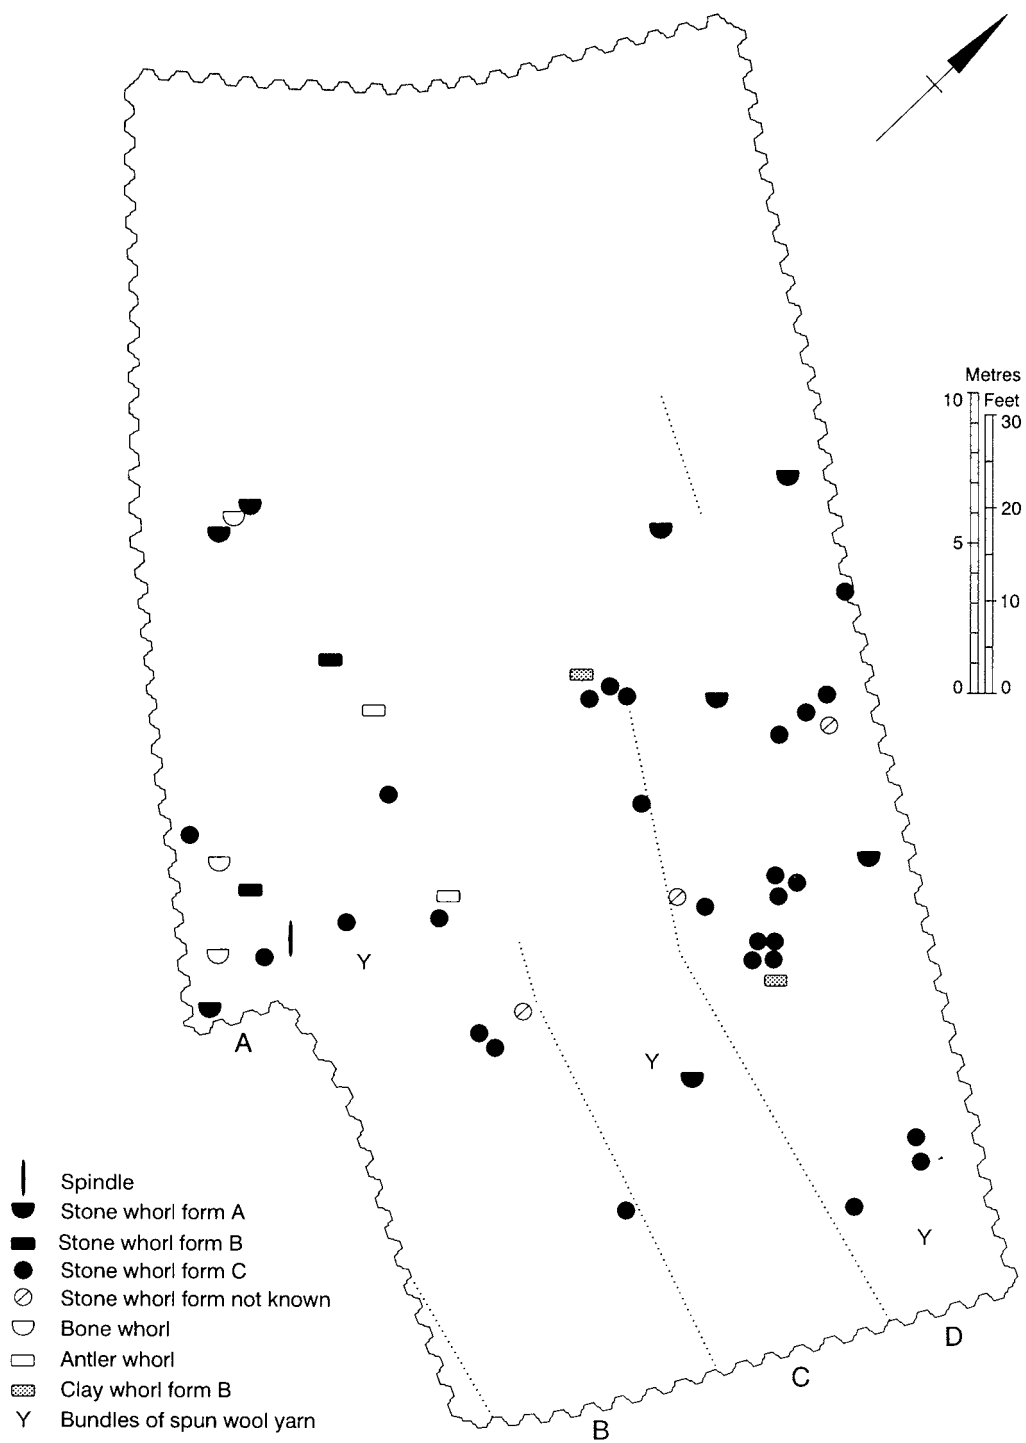 Metres
Feet
10
30
20
5
10
0
0
Y
A
Y
Y
D
C
B
Spindle
Stone whorl form A
Stone whorl form B
Stone whorl form C
Stone whorl form not known
Bone whorl
Antler whorl
Clay whorl form B
Y Bundles of spun wool yarn